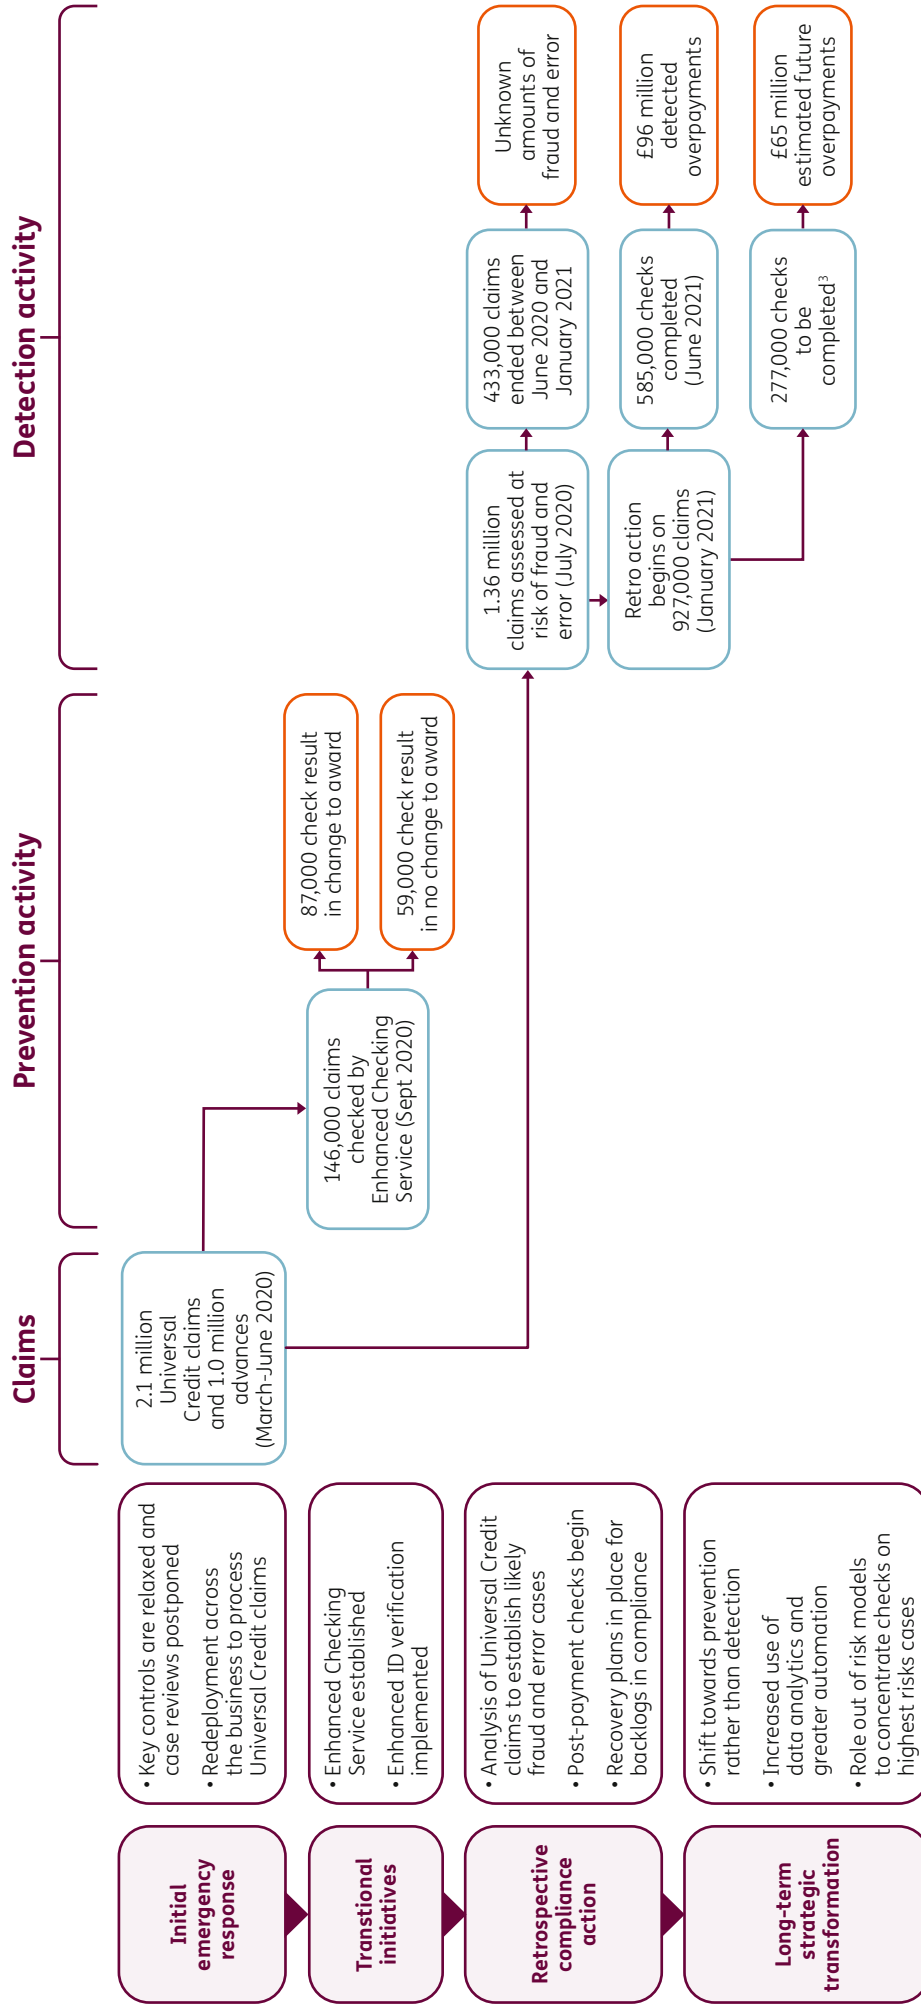 Claims
Prevention activity
Detection activity
Initial
emergency
response
• Key controls are relaxed and
case reviews postponed
• Redeployment across
the business to process
Universal Credit claims
2.1 million
Universal
Credit claims
and 1.0 million
advances
(March-June 2020)
Transtional
initiatives
• Enhanced Checking
Service established
• Enhanced ID verification
implemented
146,000 claims
checked by
Enhanced Checking
Service (Sept 2020)
87,000 check result
in change to award
59,000 check result
in no change to award
Retrospective
compliance
action
• Analysis of Universal Credit
claims to establish likely
fraud and error cases
• Post-payment checks begin
• Recovery plans in place for
backlogs in compliance
1.36 million
claims assessed at
risk of fraud and
error (July 2020)
433,000 claims
ended between
June 2020 and
January 2021
Unknown
amounts of
fraud and error
Retro action
begins on
927,000 claims
(January 2021)
585,000 checks
completed
(June 2021)
£96 million
detected
overpayments
277,000 checks
to be
completed³
£65 million
estimated future
overpayments
Long-term
strategic
transformation
• Shift towards prevention
rather than detection
• Increased use of
data analytics and
greater automation
• Role out of risk models
to concentrate checks on
highest risks cases